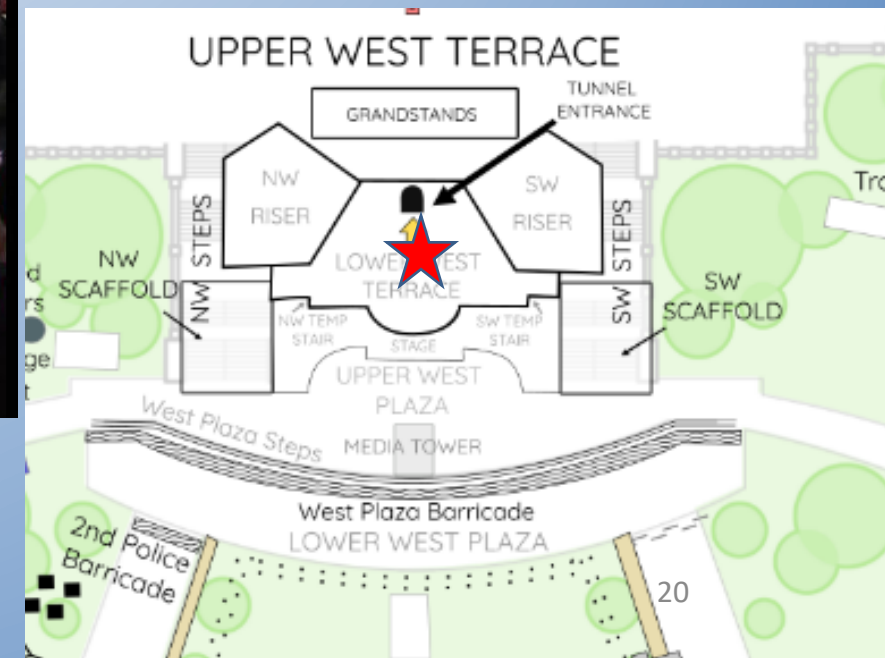 UPPER WEST TERRACE
TUNNEL
ENTRANCE
GRANDSTANDS
NW
RISER
SW
RISER
NW STEPS
SW STEPS
LOWER WEST
TERRACE
NW
SCAFFOLD
SW
SCAFFOLD
NW TEMP
STAIR
SW TEMP
STAIR
STAGE
UPPER WEST
PLAZA
West Plaza Steps
MEDIA TOWER
West Plaza Barricade
LOWER WEST PLAZA
2nd Police
Barricade
20